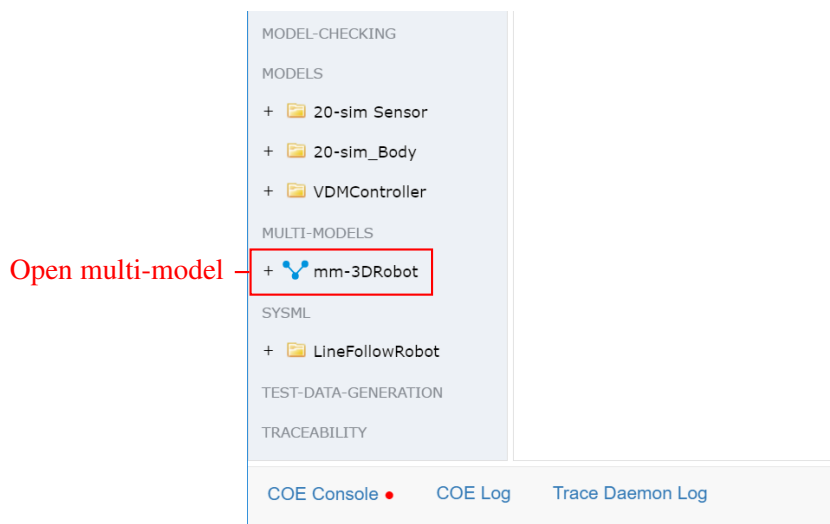 MODEL-CHECKING
MODELS
+ 20-sim Sensor
+ 20-sim_Body
+ VDMController
MULTI-MODELS
Open multi-model
+ mm-3DRobot
SYSML
+ LineFollowRobot
TEST-DATA-GENERATION
TRACEABILITY
COE Console COE Log Trace Daemon Log